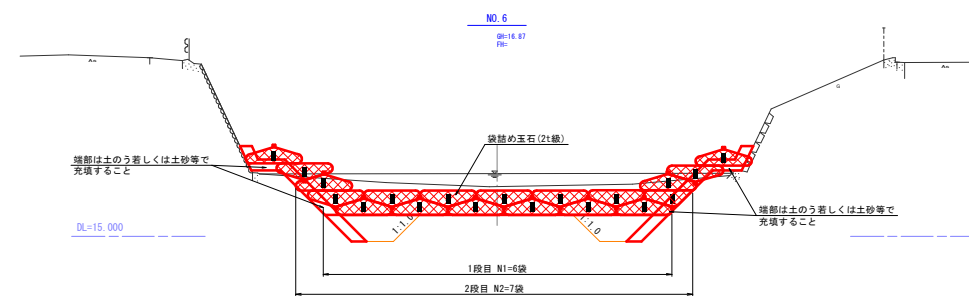 NO.6
GH=16.87
FH=
As
As
G
袋詰め玉石(2t級)
端部は土のう若しくは土砂等で
充填すること
端部は土のう若しくは土砂等で
充填すること
DL=15.000
1:1.0
1:1.0
1段目 N1=6袋
2段目 N2=7袋